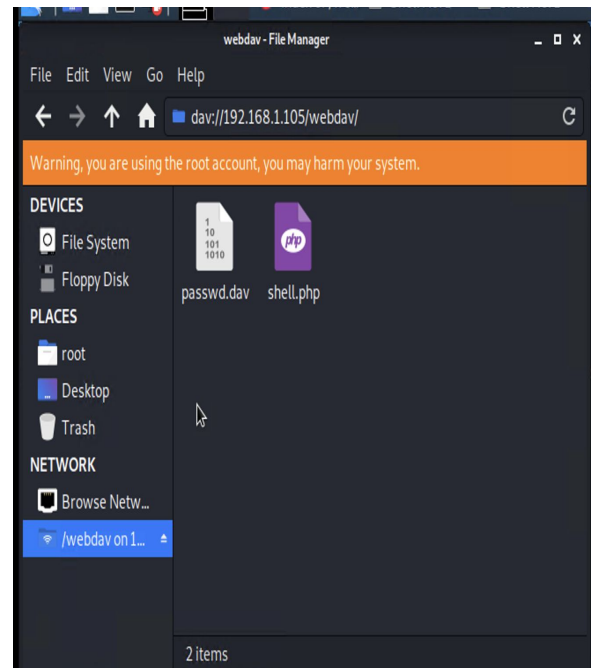 webdav - File Manager
File Edit View Go Help
dav://192.168.1.105/webdav/
Warning, you are using the root account, you may harm your system.
DEVICES
File System
Floppy Disk
PLACES
root
Desktop
Trash
NETWORK
Browse Netw...
/webdav on 1...
1
10
101
1010
php
passwd.dav shell.php
2 items